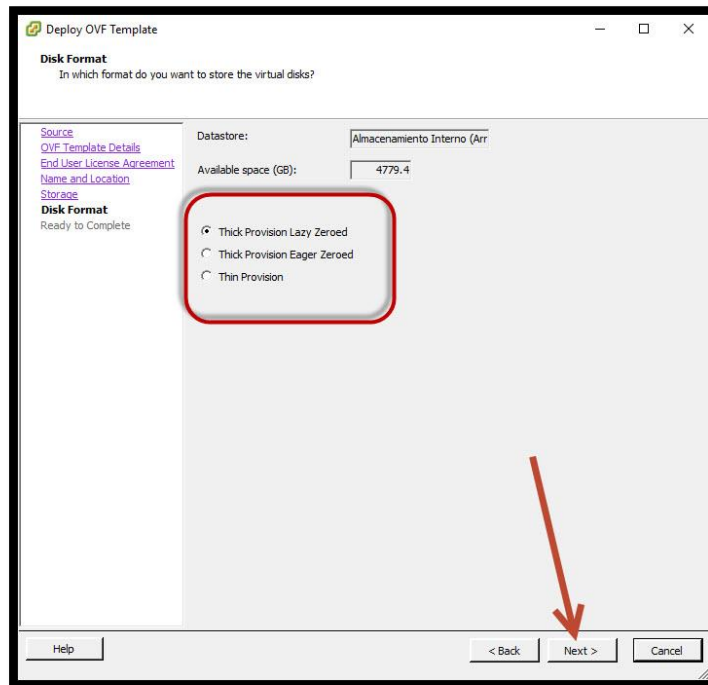 Deploy OVF Template
Disk Format
In which format do you want to store the virtual disks?
Source
OVF Template Details
End User License Agreement
Name and Location
Storage
Disk Format
Ready to Complete
Datastore:
Almacenamiento Interno (Arr
Available space (GB):
4779.4
Thick Provision Lazy Zeroed
Thick Provision Eager Zeroed
Thin Provision
Help
< Back
Next >
Cancel